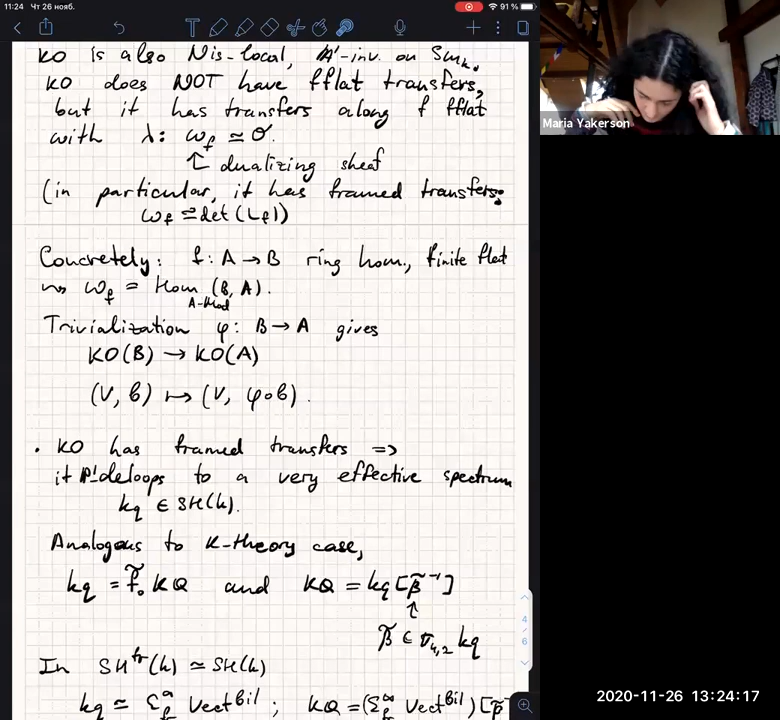 11:24 Чт 26 нояб.
91 %
KO is also Nis-local, A¹-inv. on Smₖ.
KO does NOT have fflat transfers,
but it has transfers along f fflat
with λ: ω_f ≃ O.
↑ dualizing sheaf
(in particular, it has framed transfers:
ω_f ≃ det(L_f))
Concretely: f: A → B ring hom., finite flat
⇝ ω_f = Hom_{A-Mod}(B, A).
Trivialization φ: B → A gives
KO(B) → KO(A)
(V, b) ↦ (V, φ∘b).
• KO has framed transfers ⇒
it P¹-deloops to a very effective spectrum
kq ∈ SH(k).
Analogous to K-theory case,
kq = f̃₀ KQ and KQ = kq[β̃⁻¹]
↑
β̃ ∈ π₄,₂ kq
In SH^fr(k) ≃ SH(k)
kq ≃ Vect^bil ; KQ = ( Vect^bil)
4
/
6
Maria Yakerson
2020-11-26 13:24:17